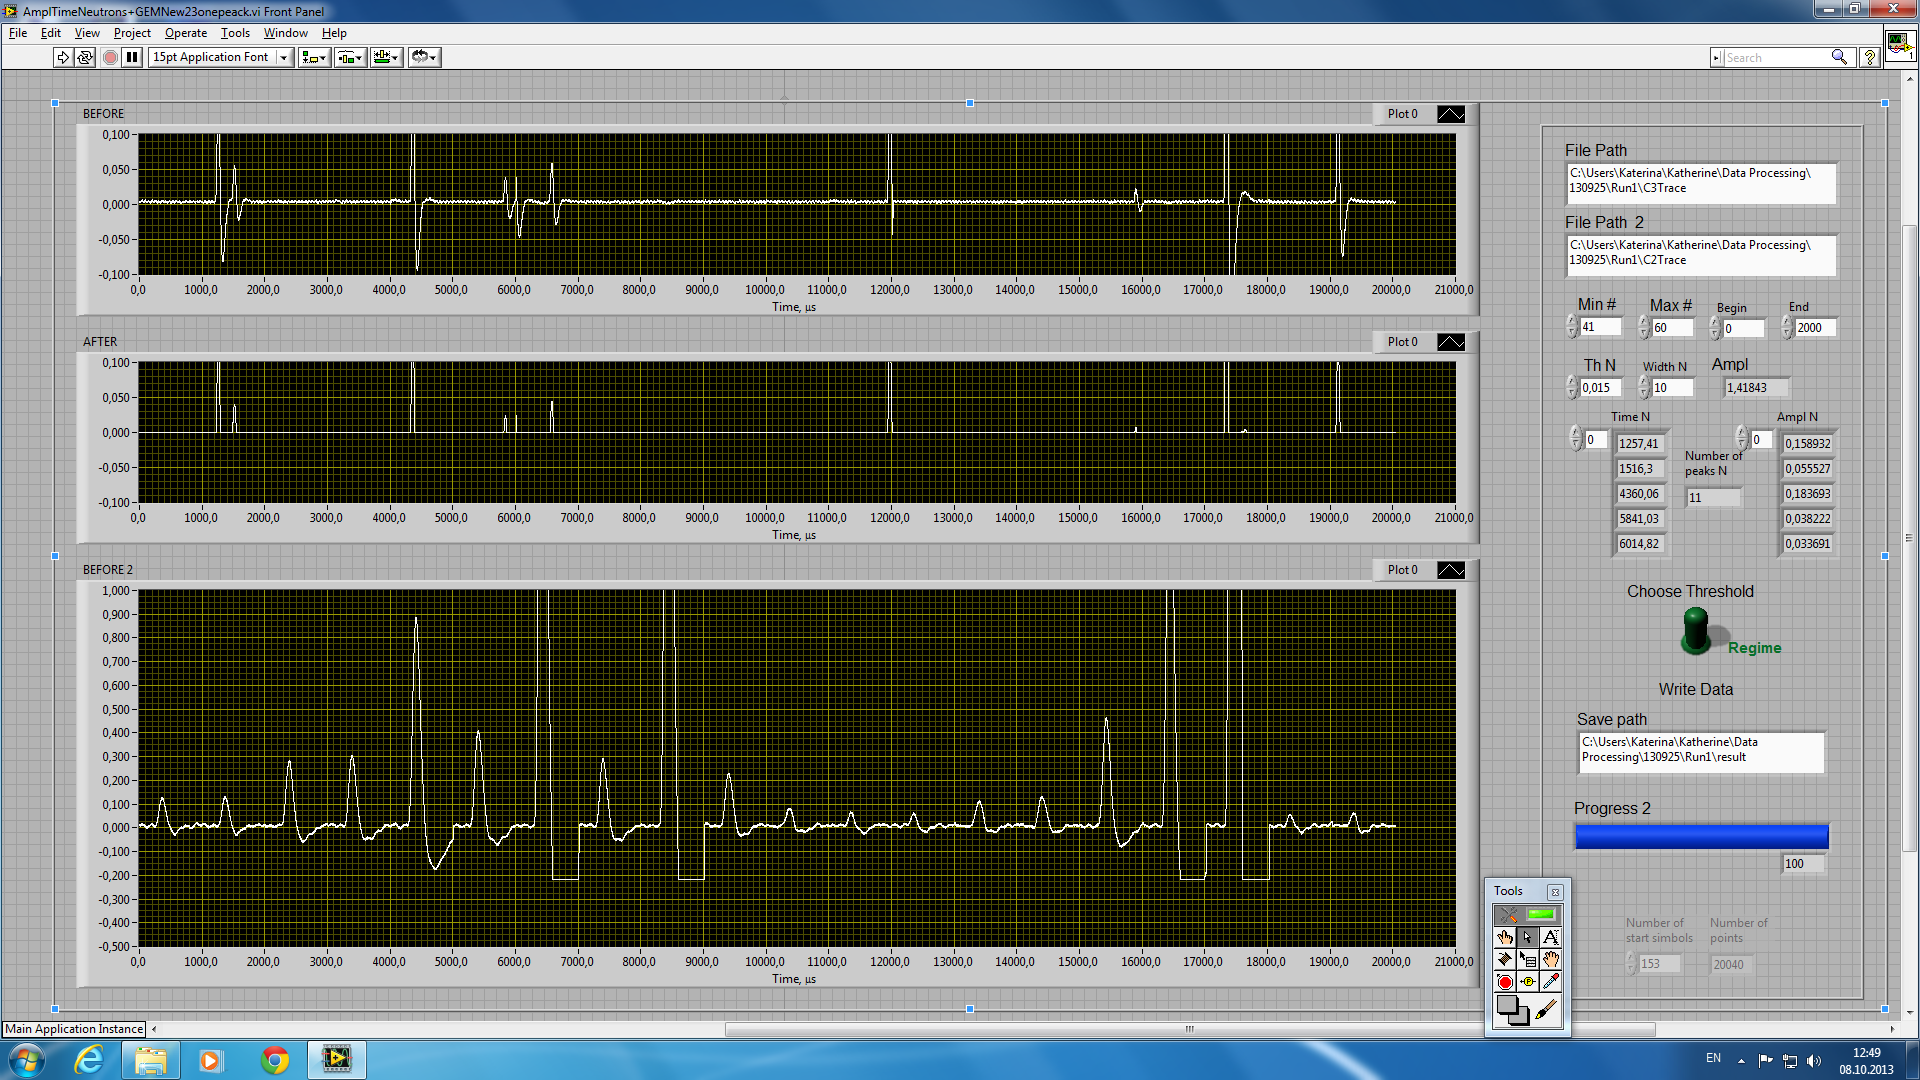 AmplTimeNeutrons+GEMNew23onepeack.vi Front Panel
File Edit View Project Operate Tools Window Help
15pt Application Font
Search
BEFORE
Plot 0
0,100
0,050
0,000
-0,050
-0,100
0,0 1000,0 2000,0 3000,0 4000,0 5000,0 6000,0 7000,0 8000,0 9000,0 10000,0 11000,0 12000,0 13000,0 14000,0 15000,0 16000,0 17000,0 18000,0 19000,0 20000,0 21000,0
Time, µs
AFTER
Plot 0
0,100
0,050
0,000
-0,050
-0,100
0,0 1000,0 2000,0 3000,0 4000,0 5000,0 6000,0 7000,0 8000,0 9000,0 10000,0 11000,0 12000,0 13000,0 14000,0 15000,0 16000,0 17000,0 18000,0 19000,0 20000,0 21000,0
Time, µs
BEFORE 2
Plot 0
1,000
0,900
0,800
0,700
0,600
0,500
0,400
0,300
0,200
0,100
0,000
-0,100
-0,200
-0,300
-0,400
-0,500
0,0 1000,0 2000,0 3000,0 4000,0 5000,0 6000,0 7000,0 8000,0 9000,0 10000,0 11000,0 12000,0 13000,0 14000,0 15000,0 16000,0 17000,0 18000,0 19000,0 20000,0 21000,0
Time, µs
File Path
C:\Users\Katerina\Katherine\Data Processing\
130925\Run1\C3Trace
File Path 2
C:\Users\Katerina\Katherine\Data Processing\
130925\Run1\C2Trace
Min # Max # Begin End
41 60 0 2000
Th N Width N Ampl
0,015 10 1,41843
Time N Ampl N
0 1257,41 0 0,158932
1516,3 0,055527
4360,06 0,183693
5841,03 0,038222
6014,82 0,033691
Number of
peaks N
11
Choose Threshold
Regime
Write Data
Save path
C:\Users\Katerina\Katherine\Data
Processing\130925\Run1\result
Progress 2
100
Number of
start simbols
153
Number of
points
20040
Tools
Main Application Instance
EN
12:49
08.10.2013